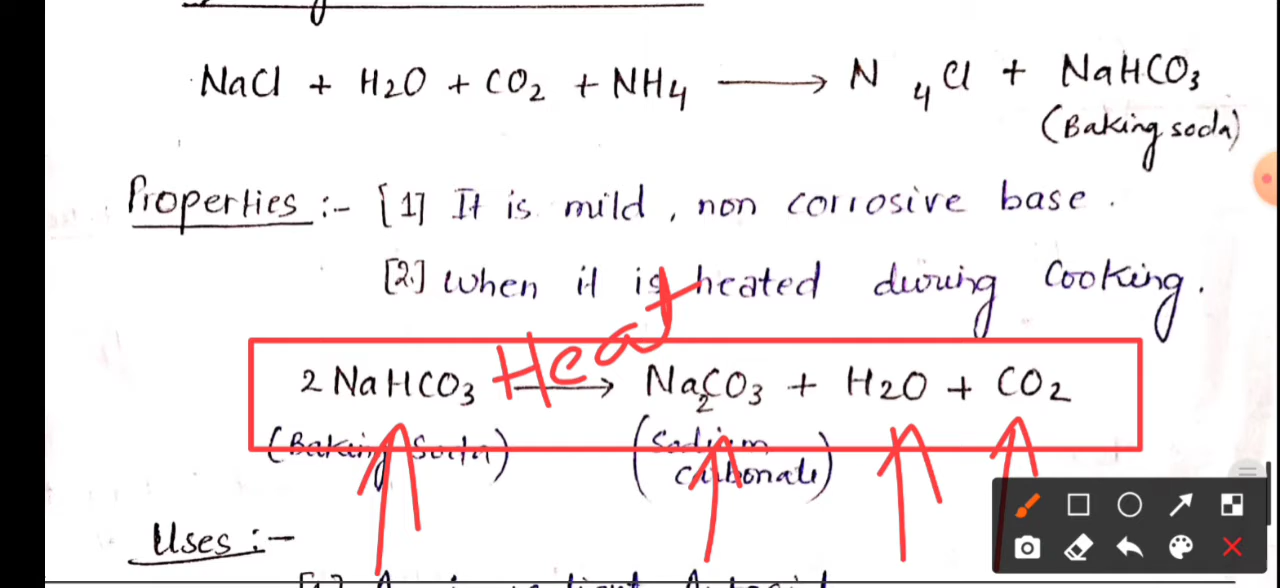 NaCl + H2O + CO2 + NH4 → N 4Cl + NaHCO3
(Baking soda)
Properties :- [1] It is mild, non corrosive base.
[2] When it is heated during Cooking.
Heat
2 NaHCO3 → Na2CO3 + H2O + CO2
(Baking Soda) (Sodium carbonate)
Uses :-